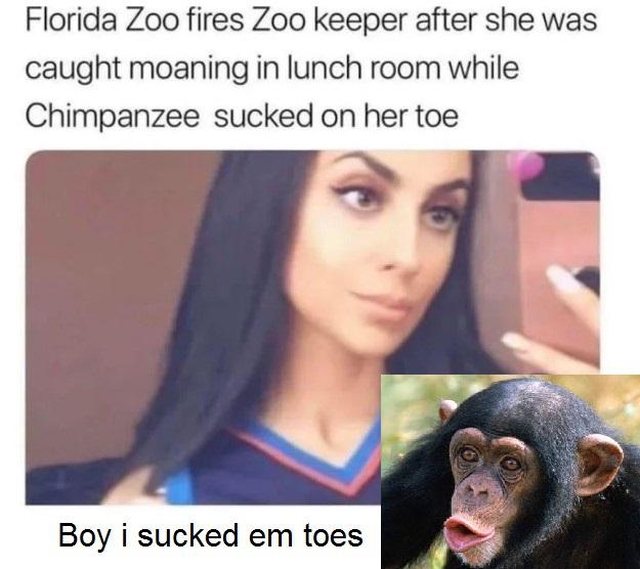 Florida Zoo fires Zoo keeper after she was
caught moaning in lunch room while
Chimpanzee sucked on her toe
Boy i sucked em toes